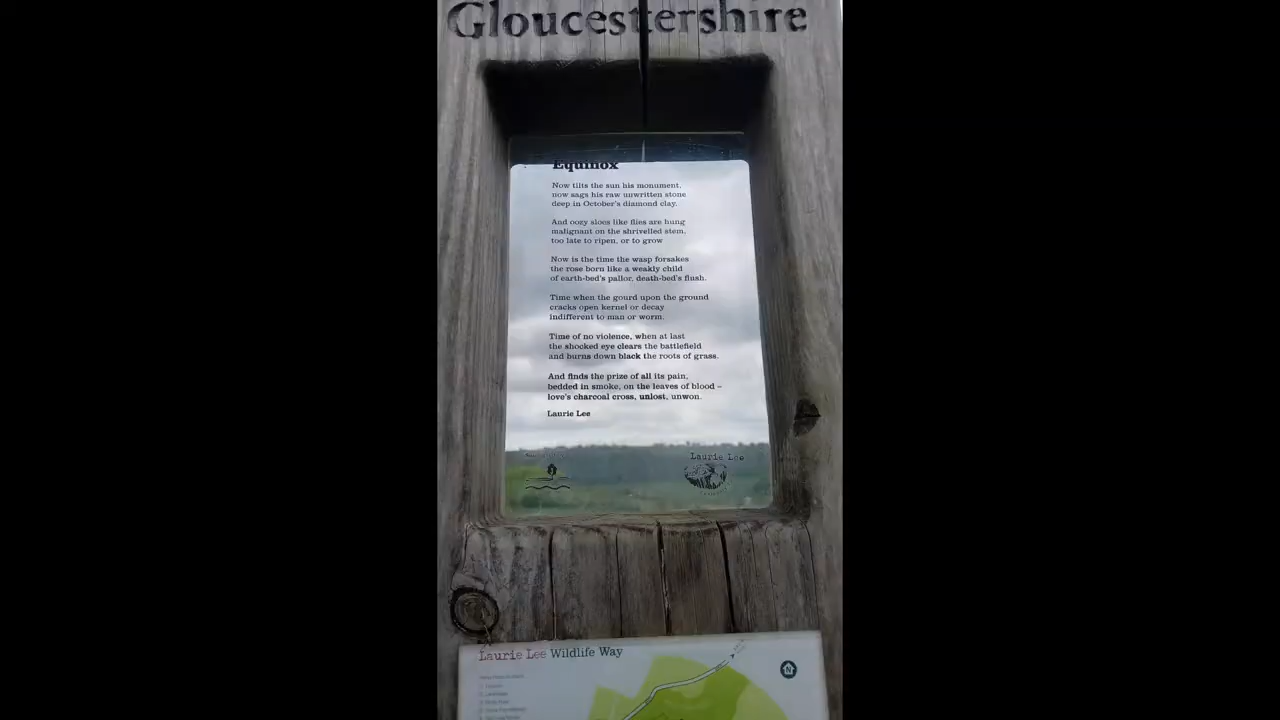 Gloucestershire
Equinox
Now tilts the sun his monument,
now sags his raw unwritten stone
deep in October's diamond clay.
And oozy sloes like flies are hung
malignant on the shrivelled stem,
too late to ripen, or to grow
Now is the time the wasp forsakes
the rose born like a weakly child
of earth-bed's pallor, death-bed's flush.
Time when the gourd upon the ground
cracks open kernel or decay
indifferent to man or worm.
Time of no violence, when at last
the shocked eye clears the battlefield
and burns down black the roots of grass.
And finds the prize of all its pain,
bedded in smoke, on the leaves of blood –
love's charcoal cross, unlost, unwon.
Laurie Lee
Laurie Lee
Laurie Lee Wildlife Way
N